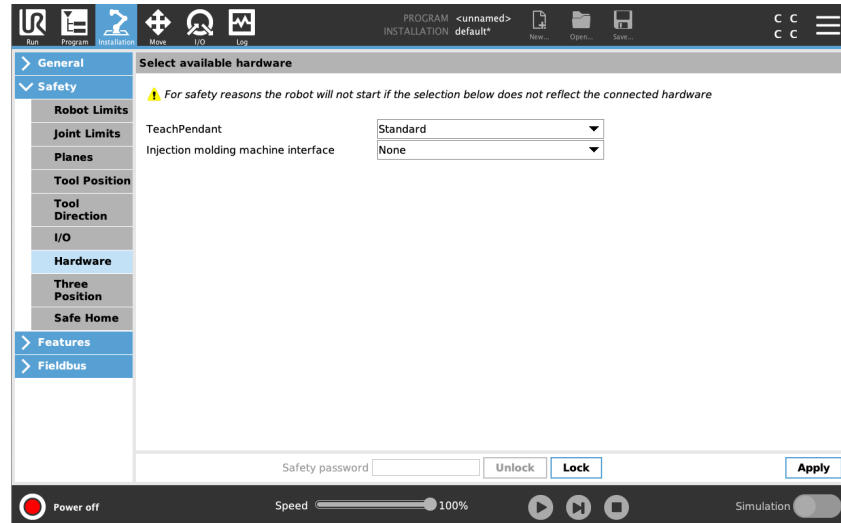 UR
PROGRAM <unnamed>
INSTALLATION default*
C C
C C
Run Program Installation Move I/O Log New... Open... Save...
General
Select available hardware
Safety
For safety reasons the robot will not start if the selection below does not reflect the connected hardware
Robot Limits
Joint Limits
TeachPendant Standard
Injection molding machine interface None
Planes
Tool Position
Tool
Direction
I/O
Hardware
Three
Position
Safe Home
Features
Fieldbus
Safety password Unlock Lock Apply
Power off Speed 100% Simulation